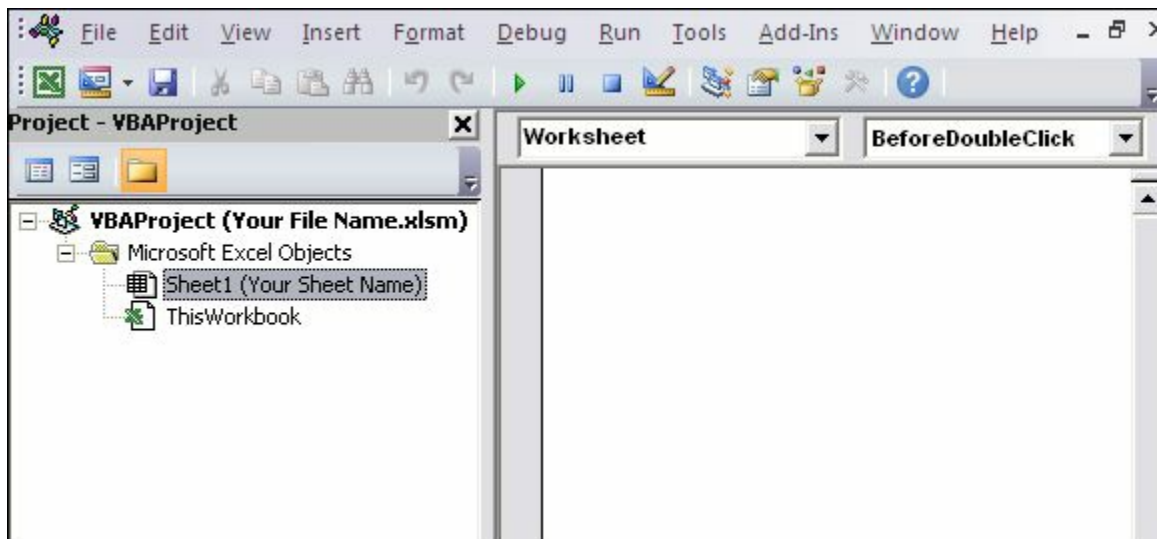 File Edit View Insert Format Debug Run Tools Add-Ins Window Help
Project - VBAProject
Worksheet
BeforeDoubleClick
VBAProject (Your File Name.xlsm)
Microsoft Excel Objects
Sheet1 (Your Sheet Name)
ThisWorkbook